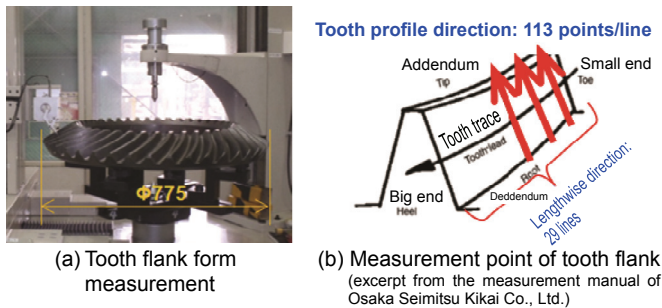 Tooth profile direction: 113 points/line
Addendum
Tip
Small end
Toe
Tooth trace
Toothlead
Root
Big end
Heel
Deddendum
Lengthwise direction:
29 lines
Φ775
(a) Tooth flank form
measurement
(b) Measurement point of tooth flank
(excerpt from the measurement manual of
Osaka Seimitsu Kikai Co., Ltd.)